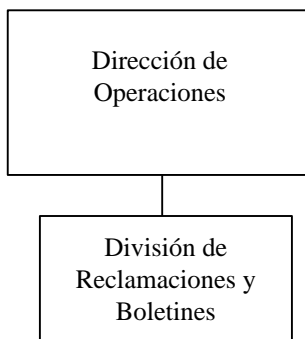 Dirección de
Operaciones
División de
Reclamaciones y
Boletines